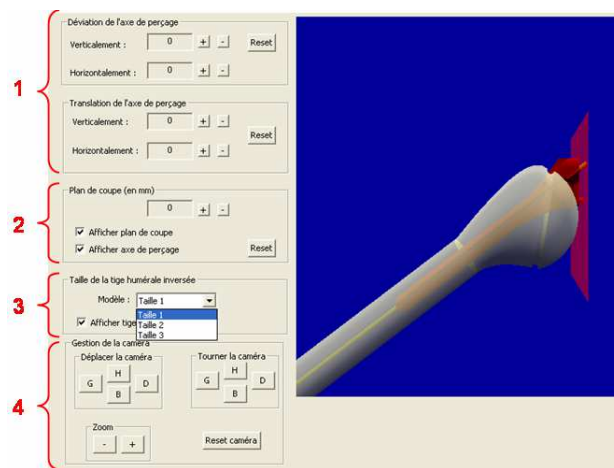 Déviation de l'axe de perçage
Verticalement : 0 + - Reset
Horizontalement : 0 + -
1
Translation de l'axe de perçage
Verticalement : 0 + -
Reset
Horizontalement : 0 + -
Plan de coupe (en mm)
0 + -
2
Afficher plan de coupe
Afficher axe de perçage Reset
Taille de la tige humérale inversée
3
Modèle : Taille 1
Taille 1
Afficher tige Taille 2
Taille 3
Gestion de la caméra
Déplacer la caméra Tourner la caméra
H H
G D G D
B B
4
Zoom
- + Reset caméra